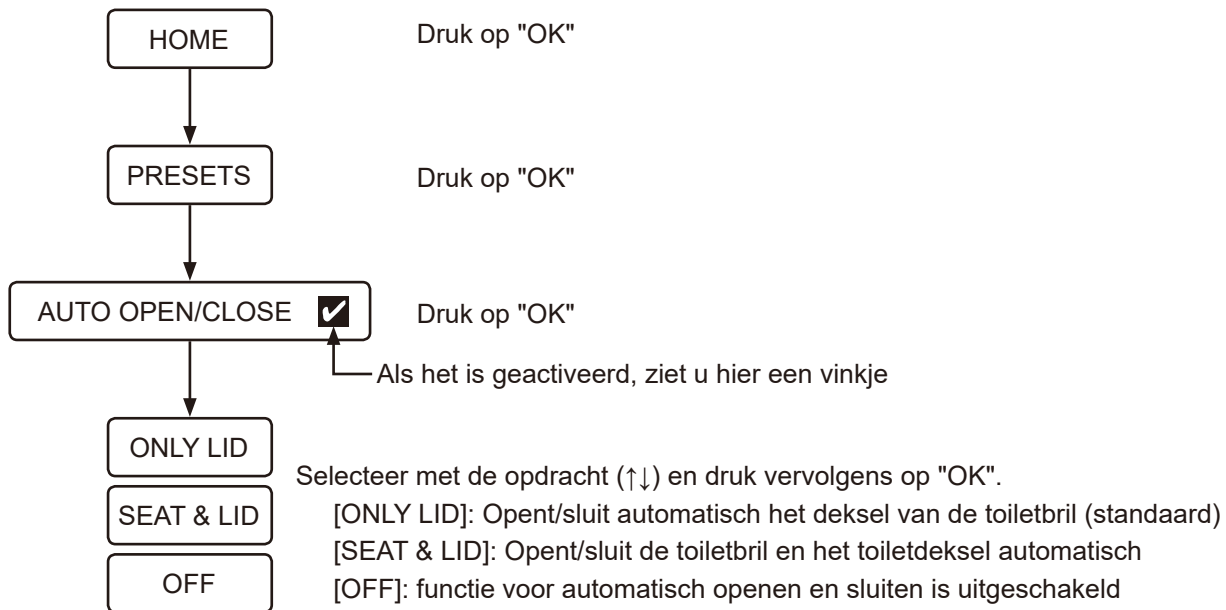 HOME
Druk op "OK"
PRESETS
Druk op "OK"
AUTO OPEN/CLOSE ✔
Druk op "OK"
Als het is geactiveerd, ziet u hier een vinkje
ONLY LID
SEAT & LID
OFF
Selecteer met de opdracht (↑↓) en druk vervolgens op "OK".
[ONLY LID]: Opent/sluit automatisch het deksel van de toiletbril (standaard)
[SEAT & LID]: Opent/sluit de toiletbril en het toiletdeksel automatisch
[OFF]: functie voor automatisch openen en sluiten is uitgeschakeld